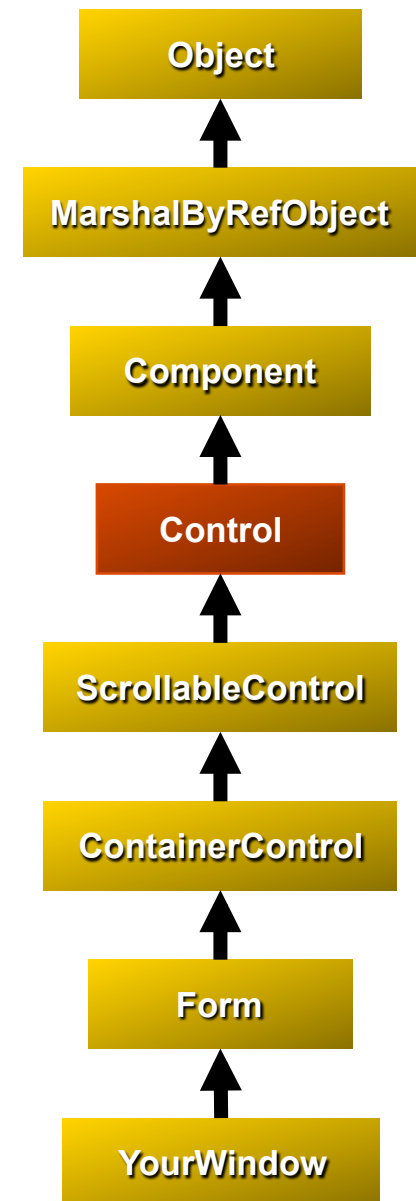 Object
MarshalByRefObject
Component
Control
ScrollableControl
ContainerControl
Form
YourWindow